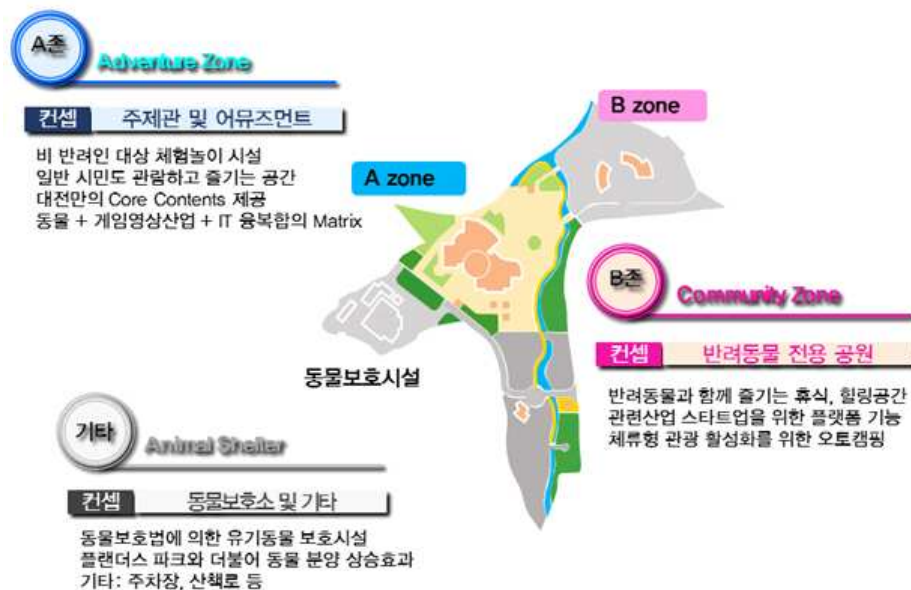 A존
Adventure Zone
컨셉 주제관 및 어뮤즈먼트
비 반려인 대상 체험놀이 시설
일반 시민도 관람하고 즐기는 공간
대전만의 Core Contents 제공
동물 + 게임영상산업 + IT 융복합의 Matrix
A zone
B zone
B존
Community Zone
컨셉 반려동물 전용 공원
반려동물과 함께 즐기는 휴식, 힐링공간
관련산업 스타트업을 위한 플랫폼 기능
체류형 관광 활성화를 위한 오토캠핑
동물보호시설
기타
Animal Shelter
컨셉 동물보호소 및 기타
동물보호법에 의한 유기동물 보호시설
플랜더스 파크와 더불어 동물 분양 상승효과
기타: 주차장, 산책로 등